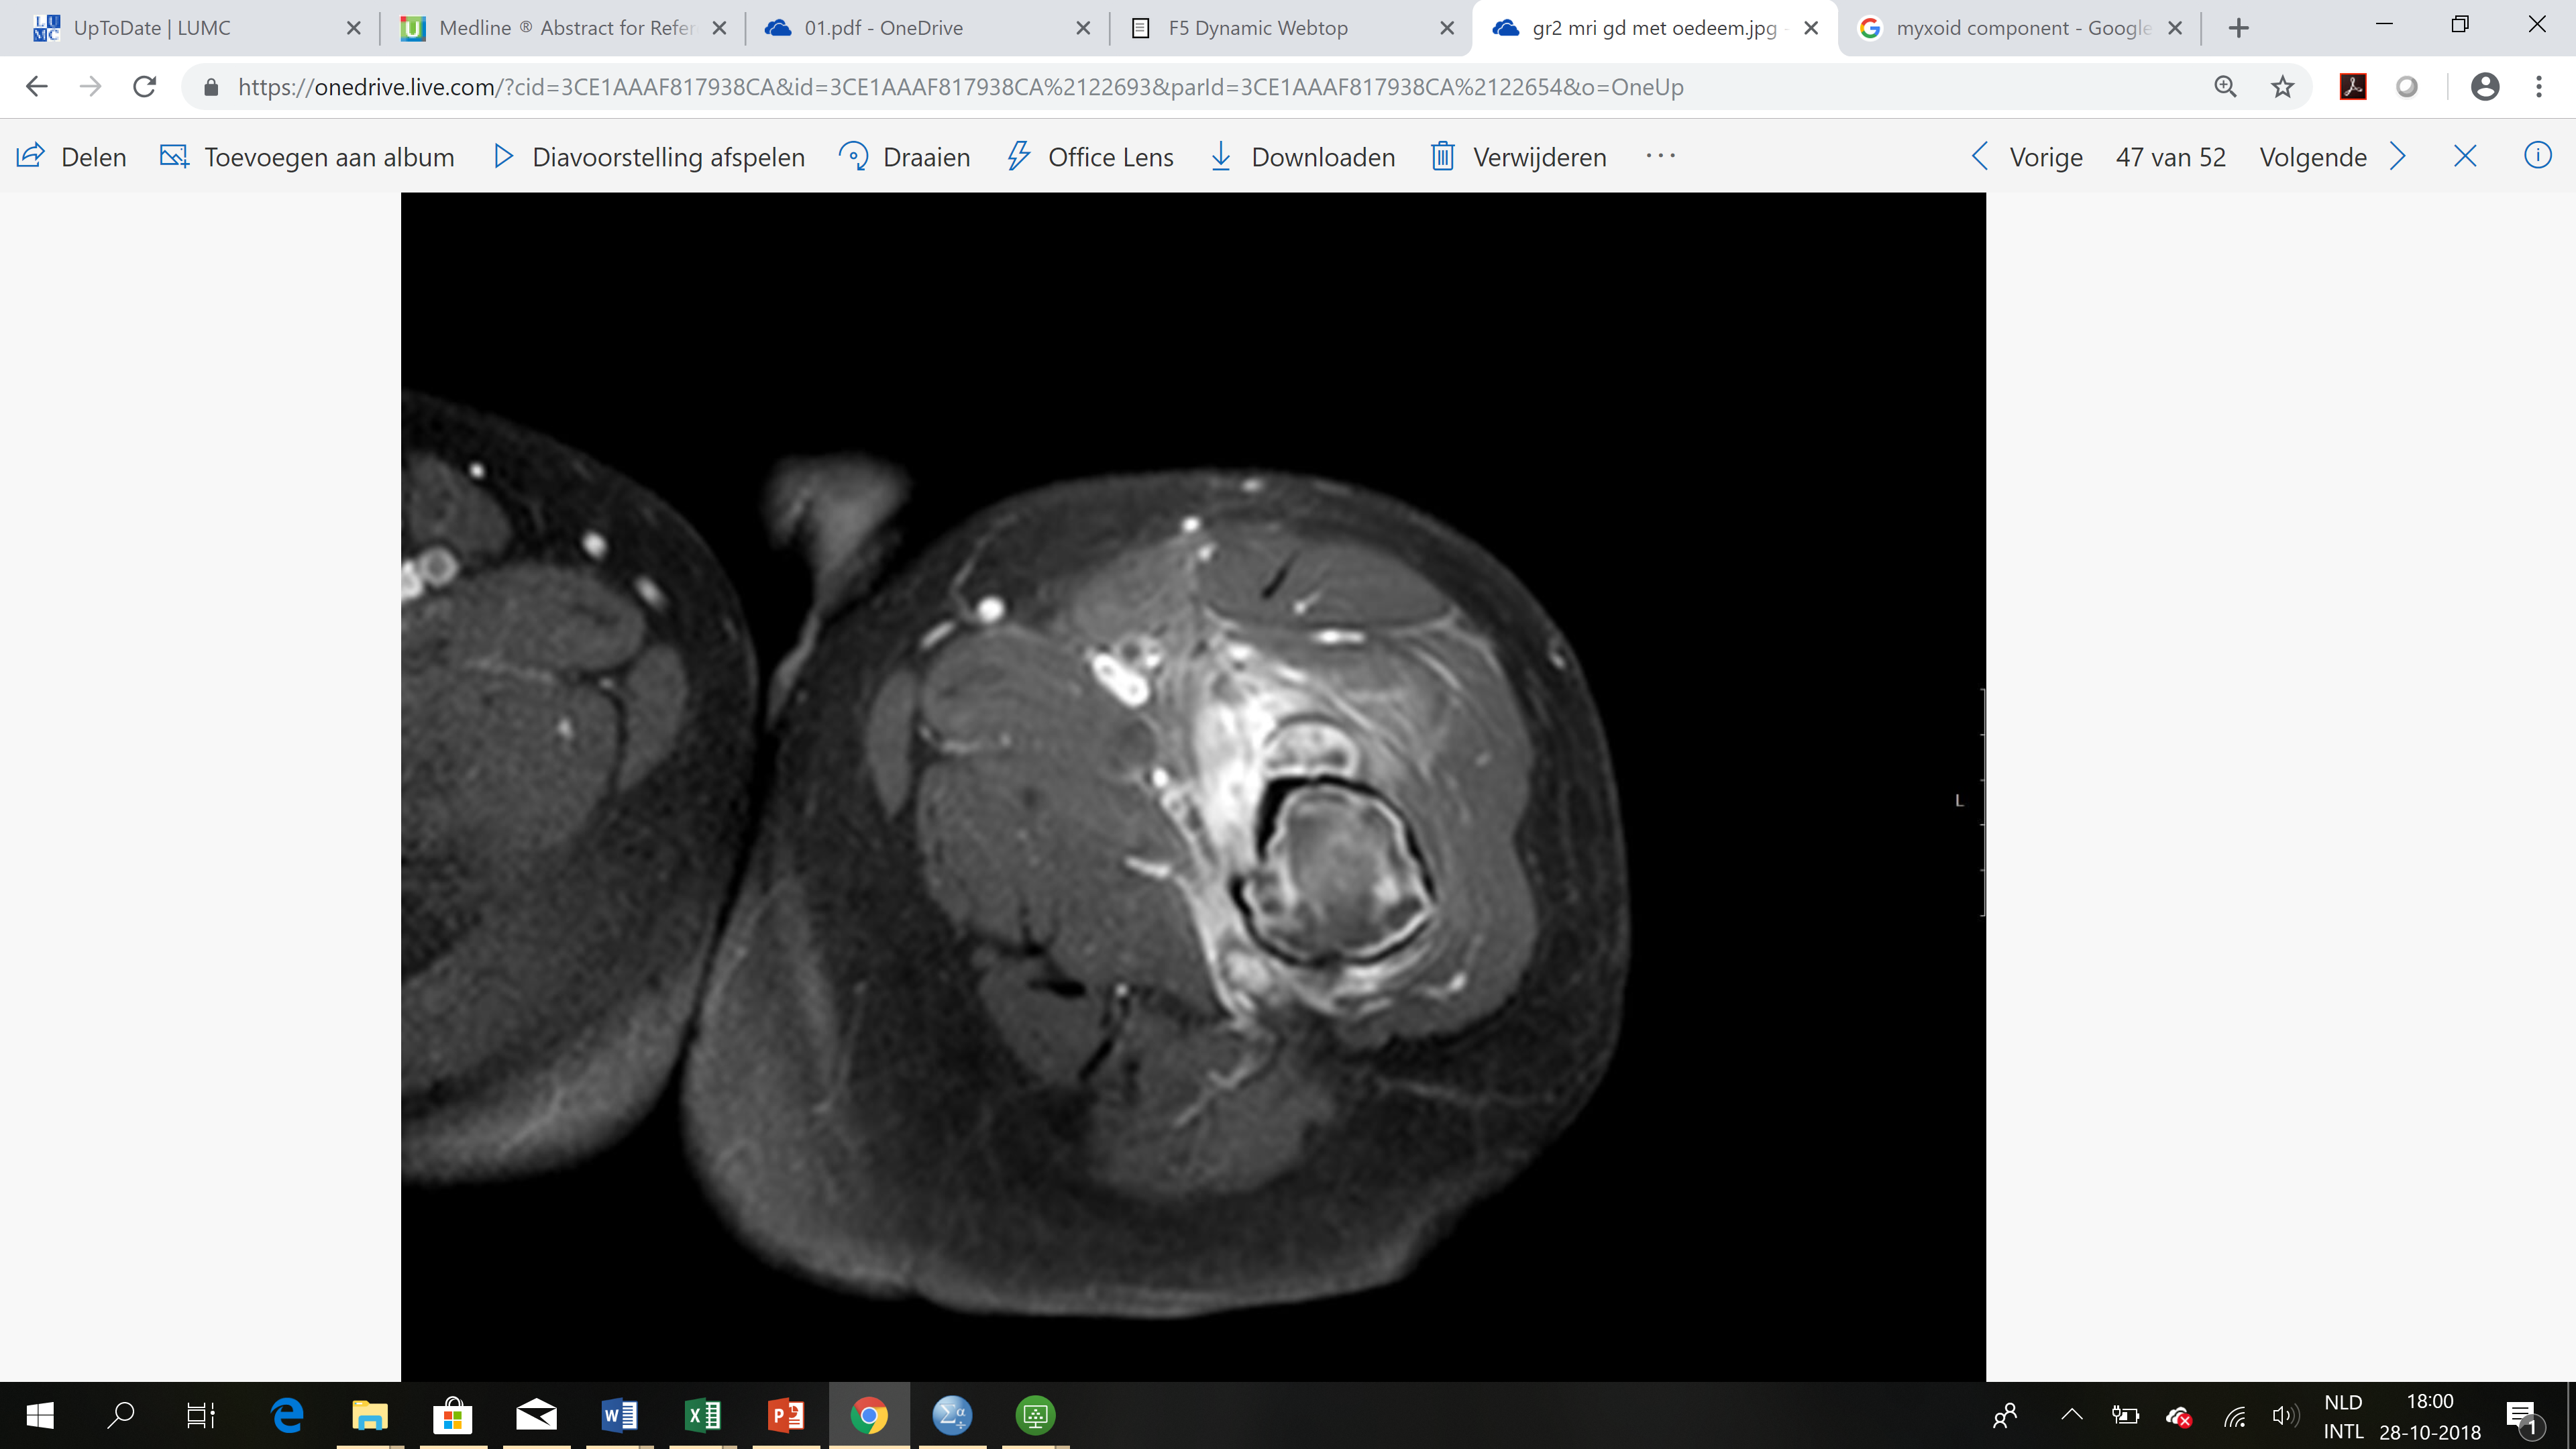 UpToDate | LUMC
Medline ® Abstract for Refer
01.pdf - OneDrive
F5 Dynamic Webtop
gr2 mri gd met oedeem.jpg -
myxoid component - Google
https://onedrive.live.com/?cid=3CE1AAAF817938CA&id=3CE1AAAF817938CA%2122693&parId=3CE1AAAF817938CA%2122654&o=OneUp
Delen Toevoegen aan album Diavoorstelling afspelen Draaien Office Lens Downloaden Verwijderen ... Vorige 47 van 52 Volgende
L
NLD 18:00
INTL 28-10-2018
1